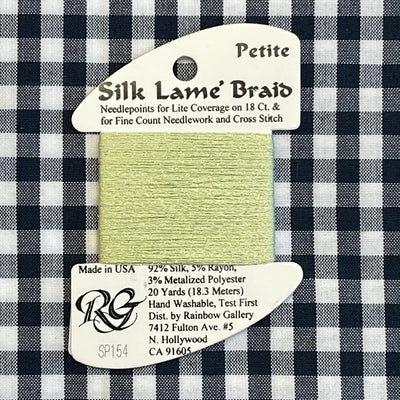 Petite
Silk Lame' Braid
Needlepoints for Lite Coverage on 18 Ct. &
for Fine Count Needlework and Cross Stitch
Made in USA
92% Silk, 5% Rayon,
3% Metalized Polyester
20 Yards (18.3 Meters)
Hand Washable, Test First
Dist. by Rainbow Gallery
7412 Fulton Ave. #5
N. Hollywood
CA 91605
RG
SP154